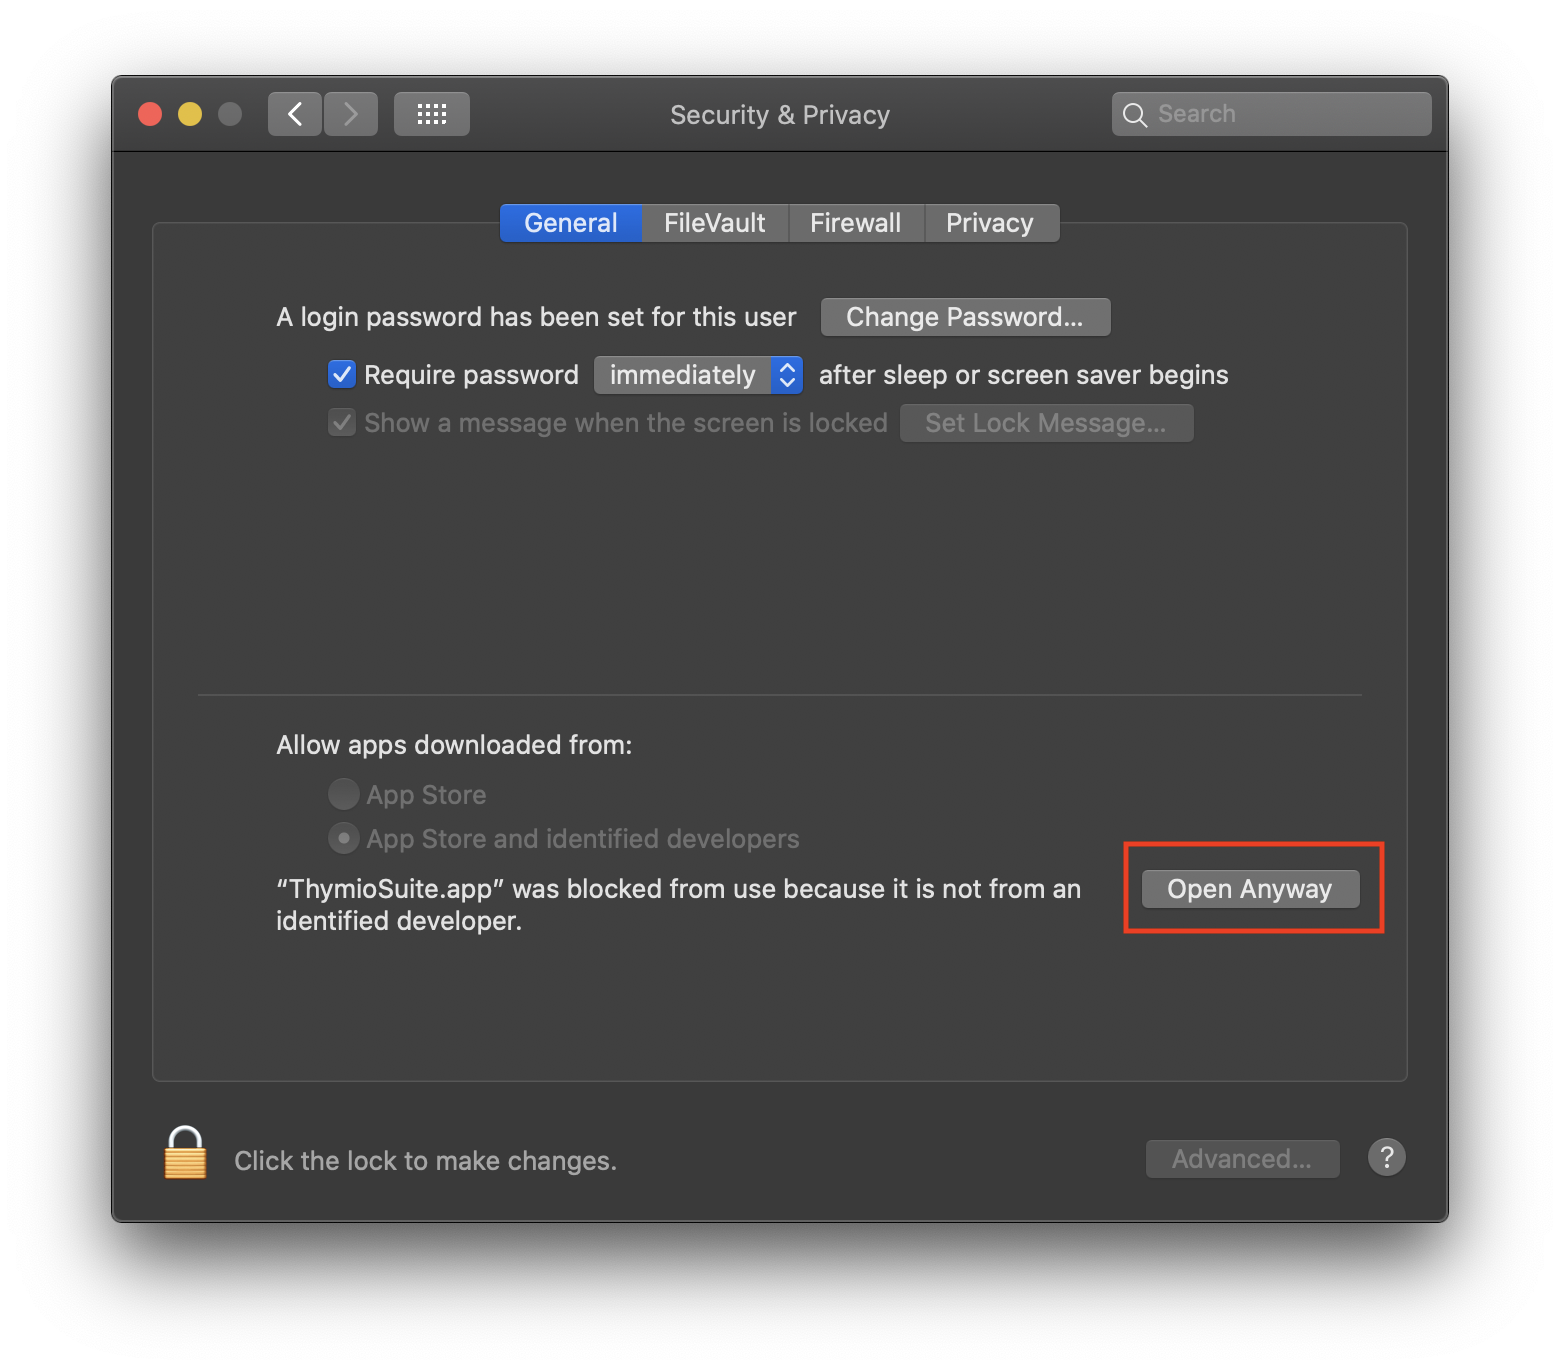 Security & Privacy
Search
General FileVault Firewall Privacy
A login password has been set for this user Change Password...
Require password immediately after sleep or screen saver begins
Show a message when the screen is locked Set Lock Message...
Allow apps downloaded from:
App Store
App Store and identified developers
“ThymioSuite.app” was blocked from use because it is not from an
identified developer.
Open Anyway
Click the lock to make changes.
Advanced...
?